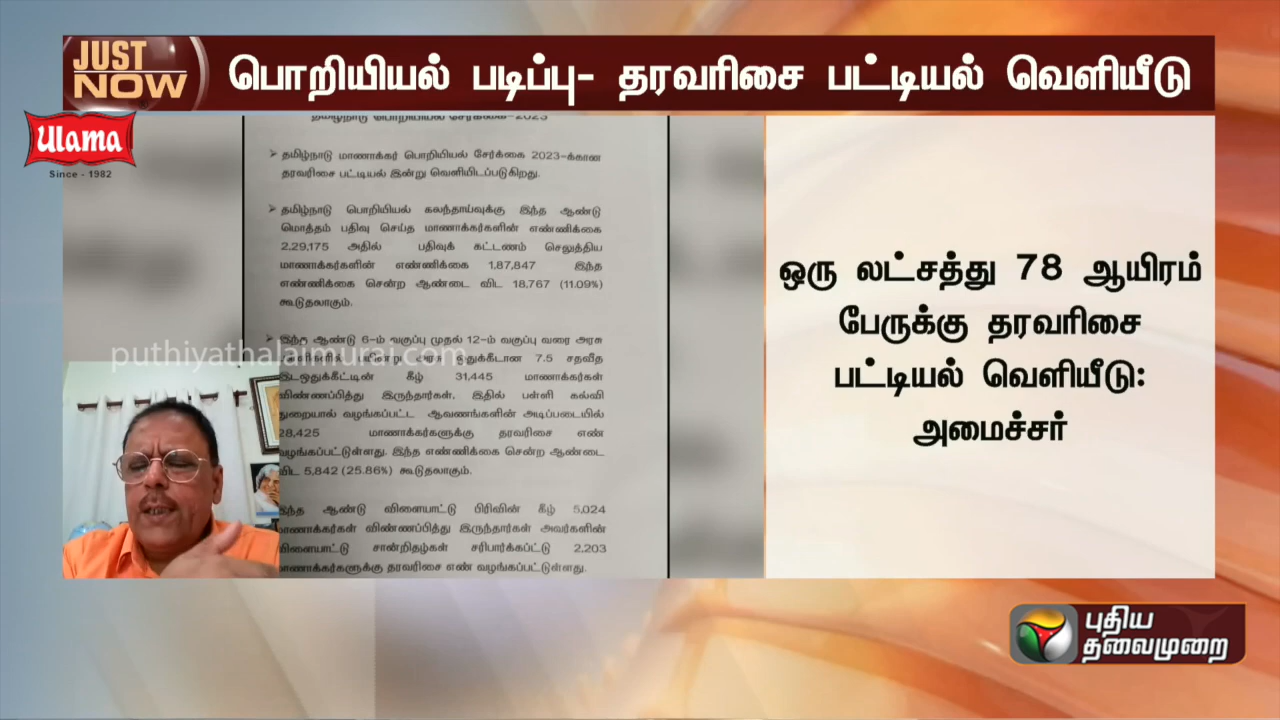 JUST
NOW
பொறியியல் படிப்பு- தரவரிசை பட்டியல் வெளியீடு
Ulama
Since - 1982
தமிழ்நாடு பொறியியல் சேர்க்கை-2023
➢ தமிழ்நாடு மாணாக்கர் பொறியியல் சேர்க்கை 2023-க்கான
தரவரிசை பட்டியல் இன்று வெளியிடப்படுகிறது.
➢ தமிழ்நாடு பொறியியல் கலந்தாய்வுக்கு இந்த ஆண்டு
மொத்தம் பதிவு செய்த மாணாக்கர்களின் எண்ணிக்கை
2,29,175 அதில் பதிவுக் கட்டணம் செலுத்திய
மாணாக்கர்களின் எண்ணிக்கை 1,87,847 இந்த
எண்ணிக்கை சென்ற ஆண்டை விட 18,767 (11.09%)
கூடுதலாகும்.
➢ இந்த ஆண்டு 6-ம் வகுப்பு முதல் 12-ம் வகுப்பு வரை அரசு
7.5 சதவீத
puthiyathalaimurai.com
இடஒதுக்கீட்டின் கீழ் 31,445 மாணாக்கர்கள்
விண்ணப்பித்து இருந்தார்கள். இதில் பள்ளி கல்வி
துறையால் வழங்கப்பட்ட ஆவணங்களின் அடிப்படையில்
28,425 மாணாக்கர்களுக்கு தரவரிசை எண்
வழங்கப்பட்டுள்ளது. இந்த எண்ணிக்கை சென்ற ஆண்டை
விட 5,842 (25.86%) கூடுதலாகும்.
இந்த ஆண்டு விளையாட்டு பிரிவின் கீழ் 5,024
மாணாக்கர்கள் விண்ணப்பித்து இருந்தார்கள் அவர்களின்
விளையாட்டு சான்றிதழ்கள் சரிபார்க்கப்பட்டு 2,203
மாணாக்கர்களுக்கு தரவரிசை எண் வழங்கப்பட்டுள்ளது.
ஒரு லட்சத்து 78 ஆயிரம்
பேருக்கு தரவரிசை
பட்டியல் வெளியீடு:
அமைச்சர்
புதிய
தலைமுறை